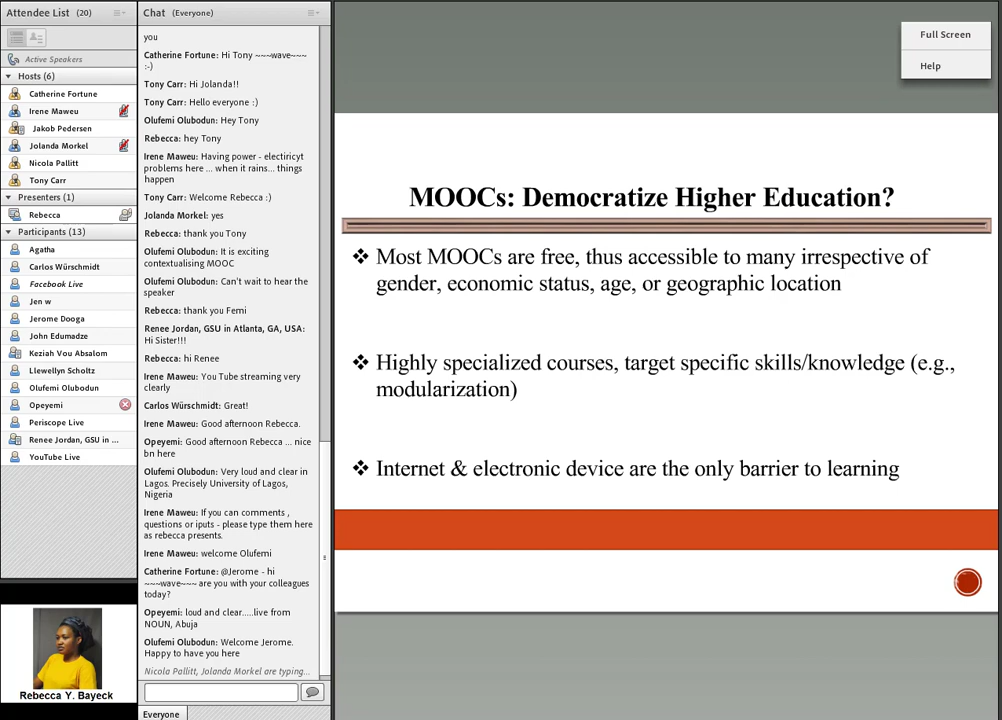 Attendee List (20)
Active Speakers
Hosts (6)
Catherine Fortune
Irene Maweu
Jakob Pedersen
Jolanda Morkel
Nicola Pallitt
Tony Carr
Presenters (1)
Rebecca
Participants (13)
Agatha
Carlos Würschmidt
Facebook Live
Jen w
Jerome Dooga
John Edumadze
Keziah Vou Absalom
Llewellyn Scholtz
Olufemi Olubodun
Opeyemi
Periscope Live
Renee Jordan, GSU in ...
YouTube Live
Rebecca Y. Bayeck
Chat (Everyone)
you
Catherine Fortune: Hi Tony ~~~wave~~~
:-)
Tony Carr: Hi Jolanda!!
Tony Carr: Hello everyone :)
Olufemi Olubodun: Hey Tony
Rebecca: hey Tony
Irene Maweu: Having power - electiricyt
problems here ... when it rains... things
happen
Tony Carr: Welcome Rebecca :)
Jolanda Morkel: yes
Rebecca: thank you Tony
Olufemi Olubodun: It is exciting
contextualising MOOC
Olufemi Olubodun: Can't wait to hear the
speaker
Rebecca: thank you Femi
Renee Jordan, GSU in Atlanta, GA, USA:
Hi Sister!!!
Rebecca: hi Renee
Irene Maweu: You Tube streaming very
clearly
Carlos Würschmidt: Great!
Irene Maweu: Good afternoon Rebecca.
Opeyemi: Good afternoon Rebecca ... nice
bn here
Olufemi Olubodun: Very loud and clear in
Lagos. Precisely University of Lagos,
Nigeria
Irene Maweu: If you can comments ,
questions or iputs - please type them here
as rebecca presents.
Irene Maweu: welcome Olufemi
Catherine Fortune: @Jerome - hi
~~~wave~~~ are you with your colleagues
today?
Opeyemi: loud and clear.....live from
NOUN, Abuja
Olufemi Olubodun: Welcome Jerome.
Happy to have you here
Nicola Pallitt, Jolanda Morkel are typing...
Everyone
Full Screen
Help
MOOCs: Democratize Higher Education?
❖ Most MOOCs are free, thus accessible to many irrespective of
gender, economic status, age, or geographic location
❖ Highly specialized courses, target specific skills/knowledge (e.g.,
modularization)
❖ Internet & electronic device are the only barrier to learning